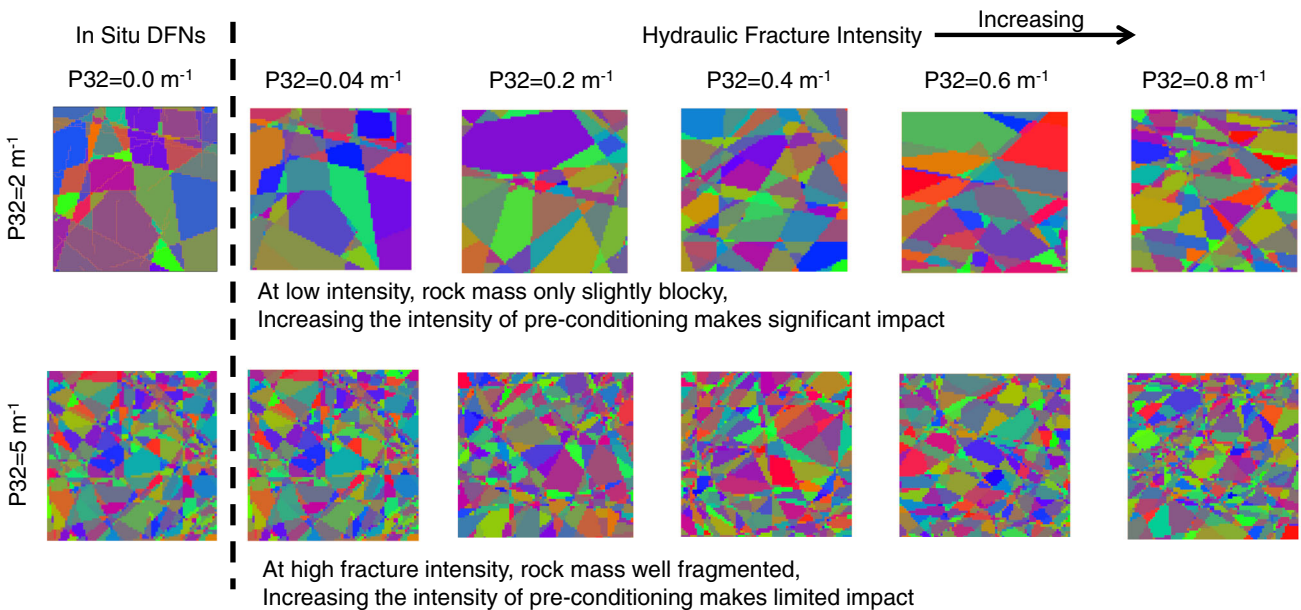 Increasing
In Situ DFNs
Hydraulic Fracture Intensity
P32=0.0 m⁻¹
P32=0.04 m⁻¹
P32=0.2 m⁻¹
P32=0.4 m⁻¹
P32=0.6 m⁻¹
P32=0.8 m⁻¹
P32=2 m⁻¹
At low intensity, rock mass only slightly blocky,
Increasing the intensity of pre-conditioning makes significant impact
P32=5 m⁻¹
At high fracture intensity, rock mass well fragmented,
Increasing the intensity of pre-conditioning makes limited impact